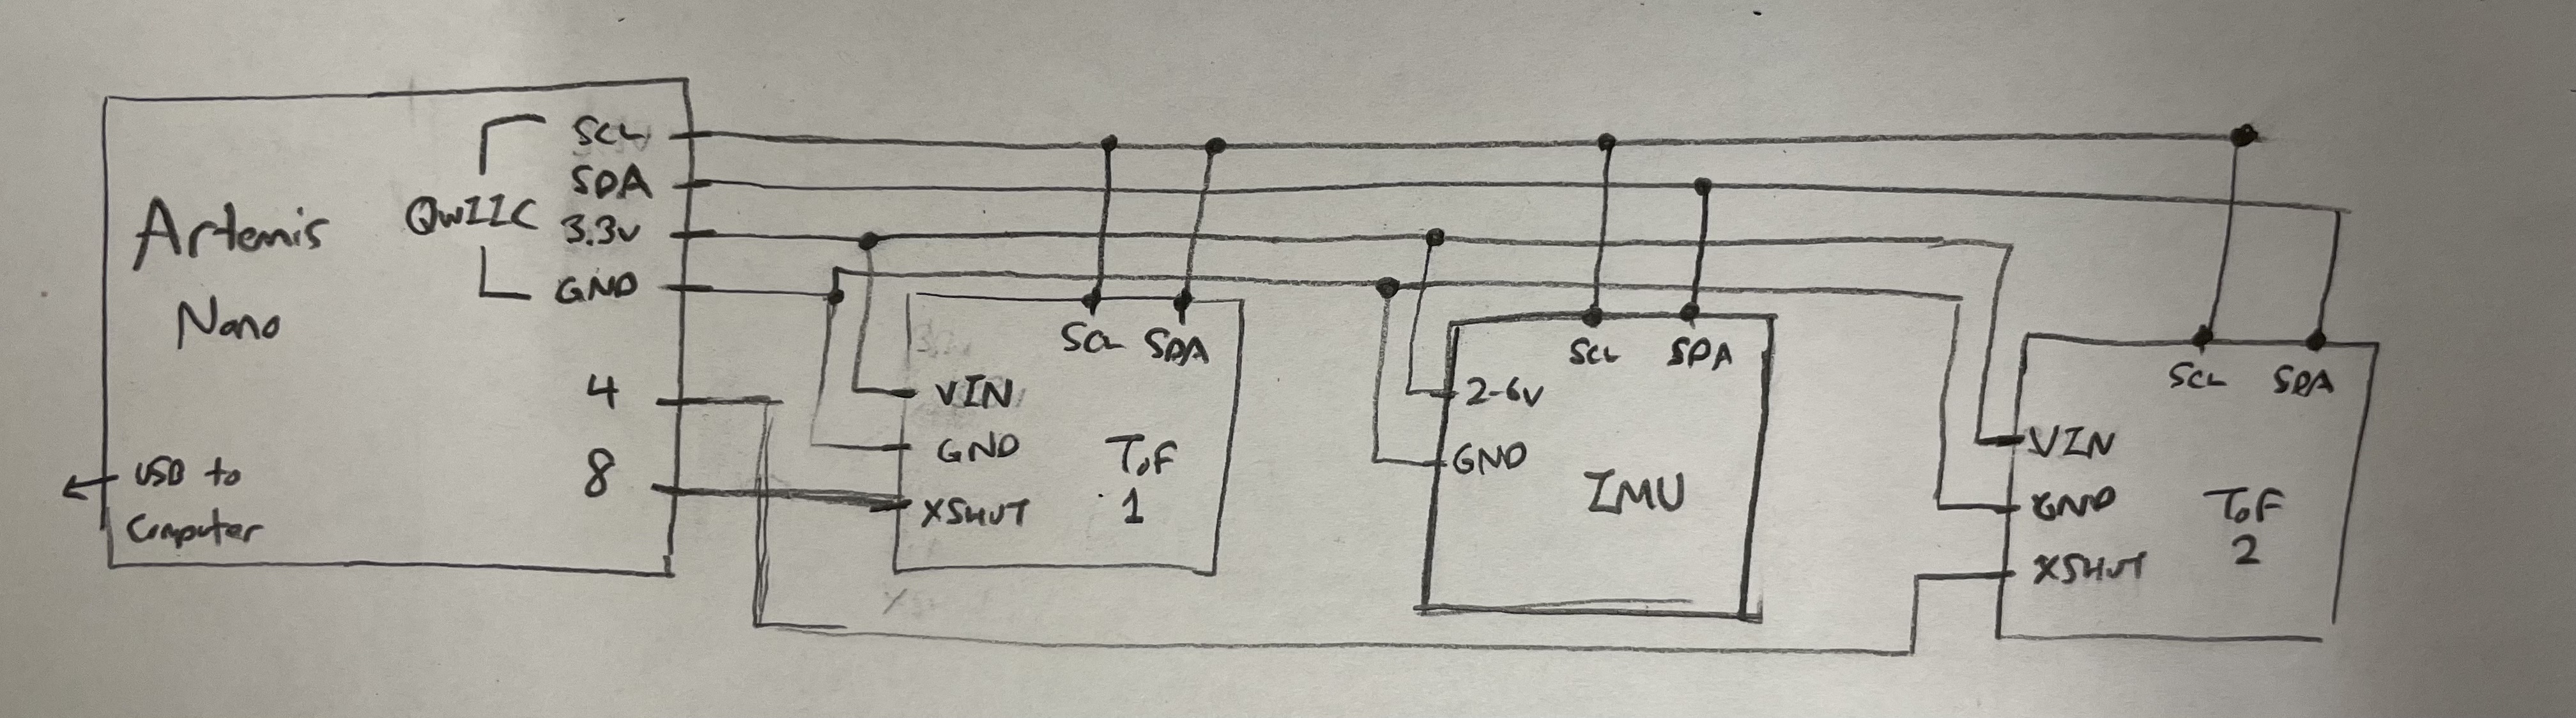 Artemis
Nano
QWIIC
SCL
SDA
3.3v
GND
4
8
USB to
Computer
SCL SDA
VIN
GND
XSHUT
ToF
1
SCL SDA
2-6v
GND
IMU
SCL SDA
VIN
GND
XSHUT
ToF
2